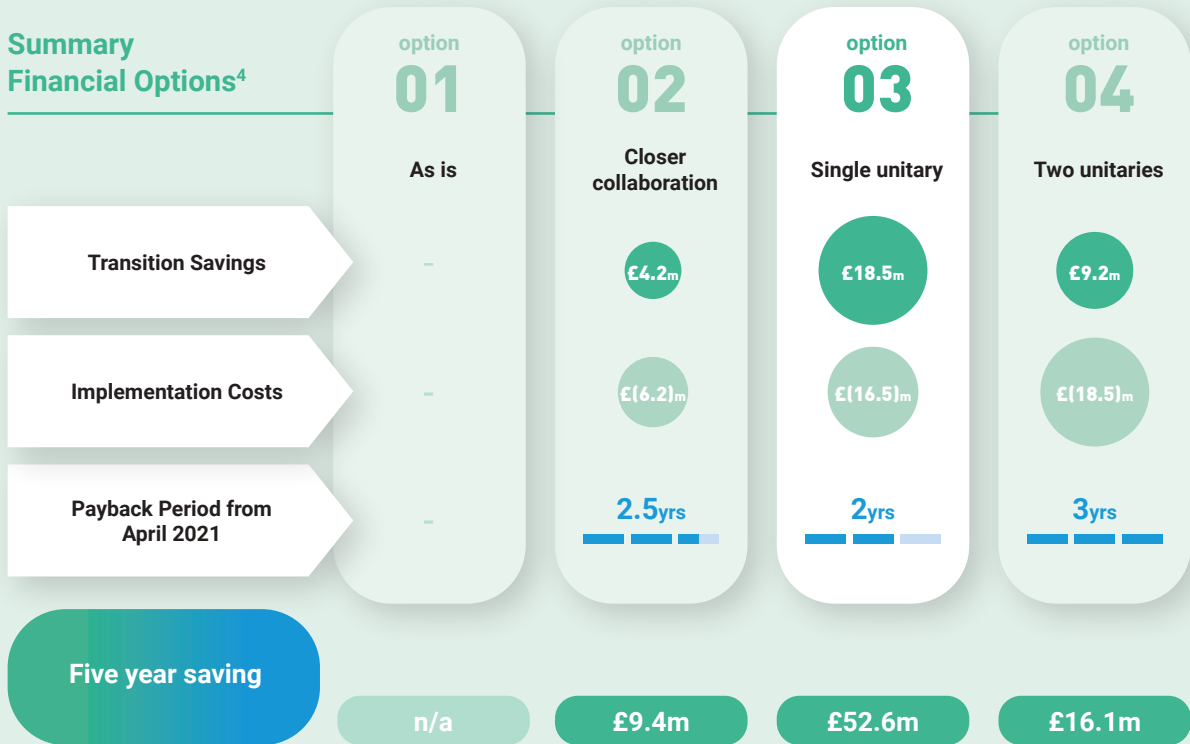 Summary
Financial Options⁴
option
01
As is
option
02
Closer
collaboration
option
03
Single unitary
option
04
Two unitaries
Transition Savings
-
£4.2m
£18.5m
£9.2m
Implementation Costs
-
£(6.2)m
£(16.5)m
£(18.5)m
Payback Period from
April 2021
-
2.5yrs
2yrs
3yrs
Five year saving
n/a
£9.4m
£52.6m
£16.1m